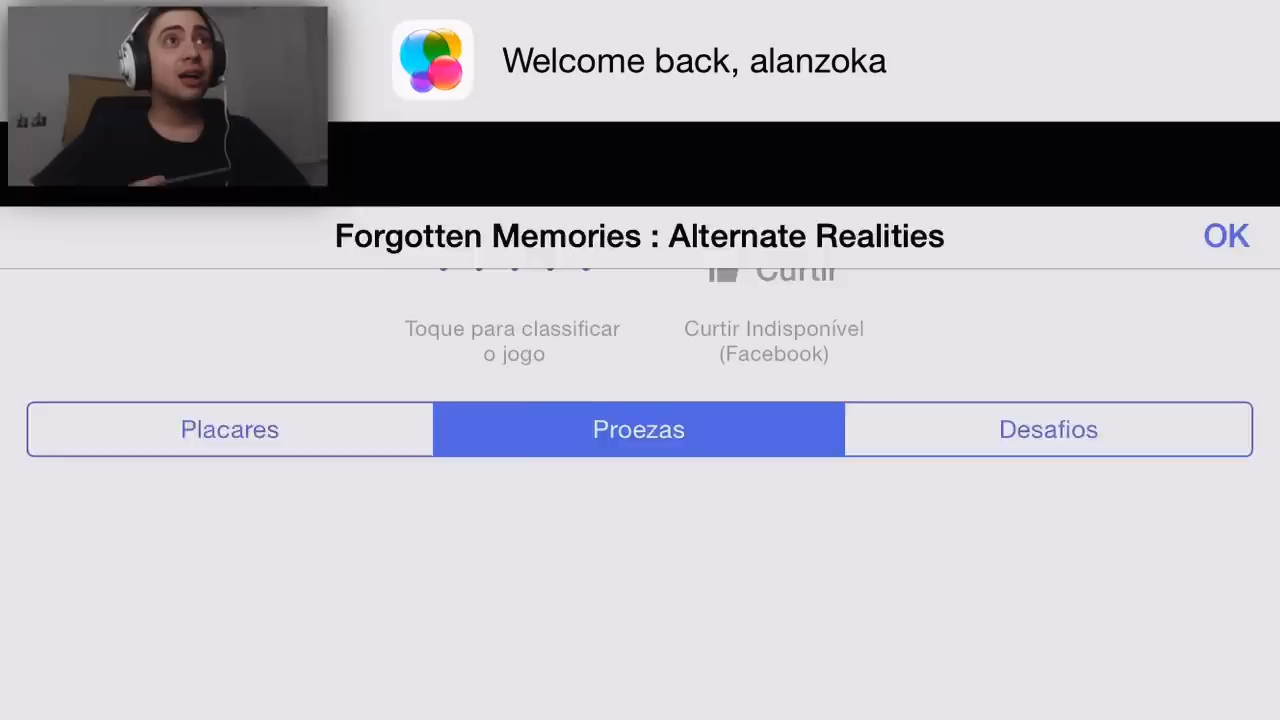 Welcome back, alanzoka
Forgotten Memories : Alternate Realities
OK
Curtir
Toque para classificar
o jogo
Curtir Indisponível
(Facebook)
Placares
Proezas
Desafios